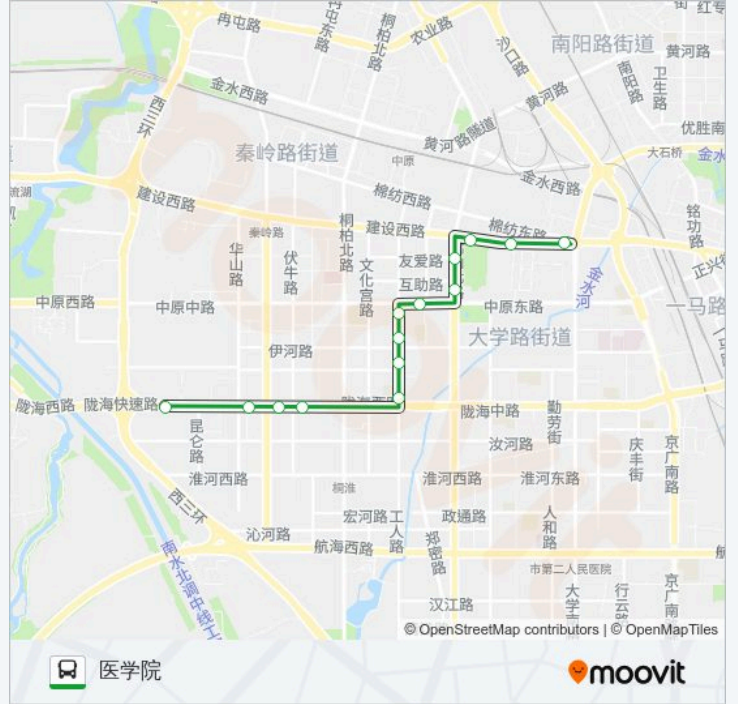 冉屯路
冉屯东路
桐柏北路
农业路
沙口路
南阳路街道
街
红专
黄河路
南阳路
卫生路
西三环
金水西路
黄河路
黄河路隧道
优胜南
大石桥
金水
秦岭路街道
中原
金水西路
流湖
棉纺西路
建设西路
桐柏北路
建设西路
棉纺东路
铭功路
秦岭路
华山路
伏牛路
文化宫路
友爱路
互助路
金水河
正兴
一马路
中原西路
中原中路
中原东路
大学路街道
伊河路
陇海西路
陇海快速路
陇海中路
勤劳街
昆仑路
汝河路
庆丰街
京广南路
淮河西路
桐淮
淮河西路
淮河东路
西三环
宏河路
工人路
政通路
人和路
沁河路
航海西路
郑密路
航
南水北调中线工
市第二人民医院
汉江路
大学南
行云路
京广南
© OpenStreetMap contributors | © OpenMapTiles
医学院
moovit